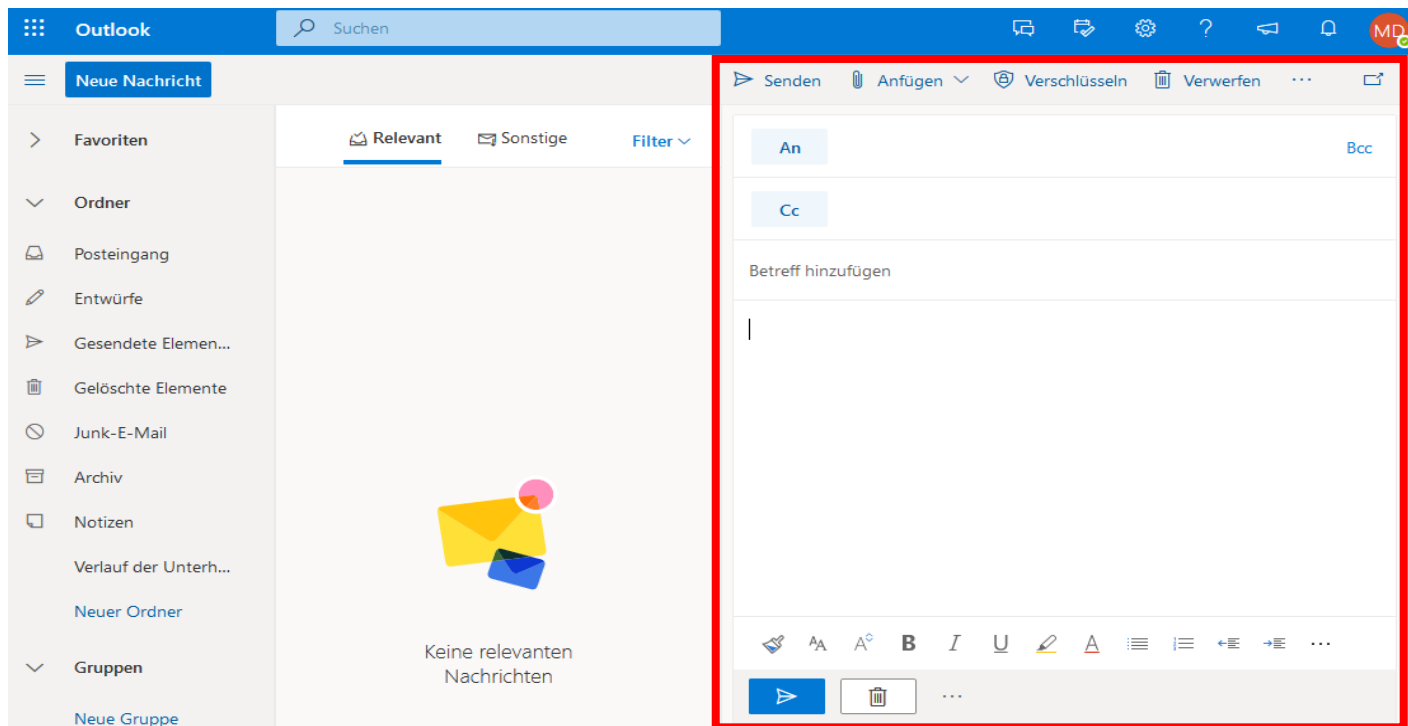 Outlook
Suchen
MD
Neue Nachricht
Senden Anfügen Verschlüsseln Verwerfen ...
Favoriten
Ordner
Posteingang
Entwürfe
Gesendete Elemen...
Gelöschte Elemente
Junk-E-Mail
Archiv
Notizen
Verlauf der Unterh...
Neuer Ordner
Gruppen
Neue Gruppe
Relevant Sonstige Filter
Keine relevanten
Nachrichten
An Bcc
Cc
Betreff hinzufügen
AA A B I U A ...
...